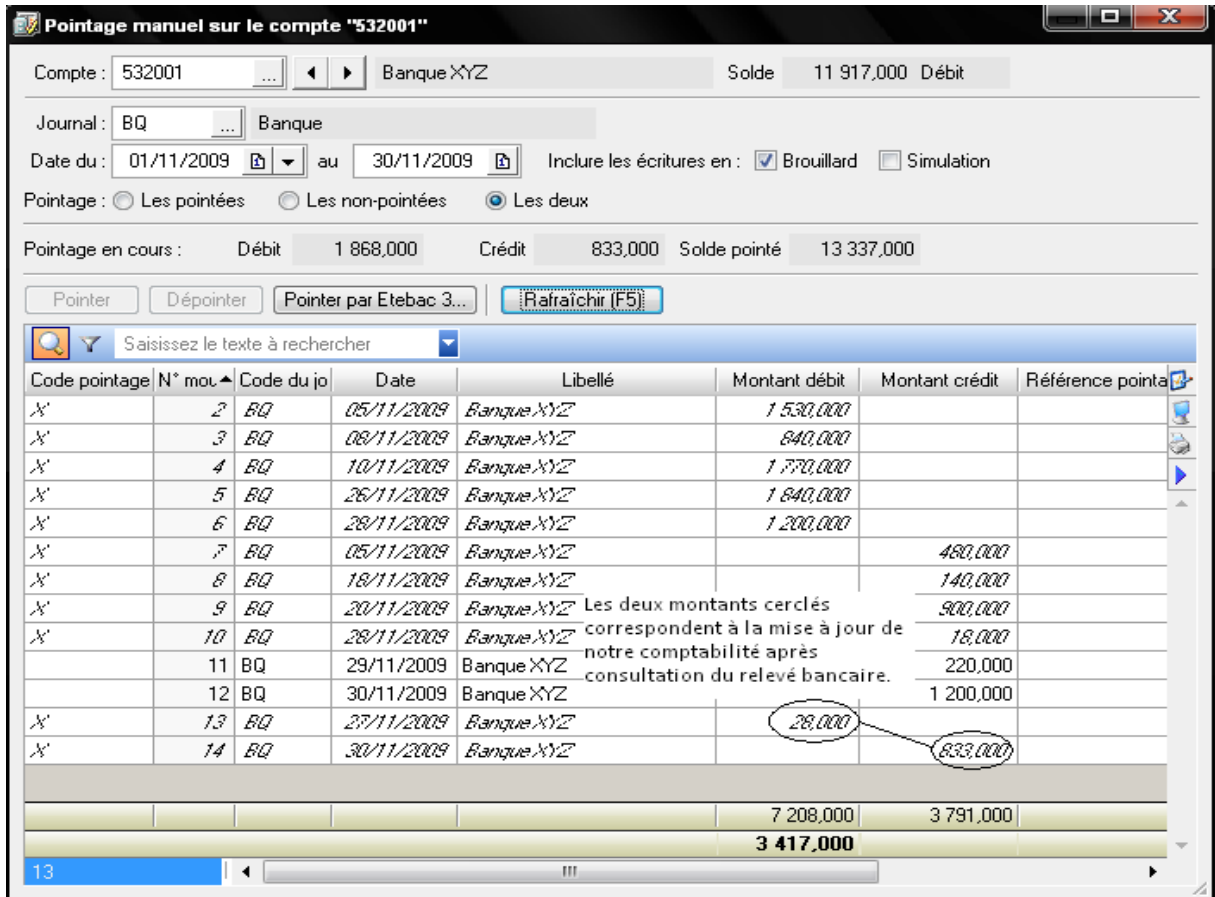 Pointage manuel sur le compte "532001"
Compte : 532001 ... Banque XYZ Solde 11 917,000 Débit
Journal : BQ ... Banque
Date du : 01/11/2009 au 30/11/2009 Inclure les écritures en : Brouillard Simulation
Pointage : Les pointées Les non-pointées Les deux
Pointage en cours : Débit 1 868,000 Crédit 833,000 Solde pointé 13 337,000
Pointer Dépointer Pointer par Etebac 3... Rafraîchir (F5)
Saisissez le texte à rechercher
Code pointage N° mou Code du jo Date Libellé Montant débit Montant crédit Référence pointa
X 2 BQ 05/11/2009 Banque XYZ 1 530,000
X 3 BQ 08/11/2009 Banque XYZ 840,000
X 4 BQ 10/11/2009 Banque XYZ 1 770,000
X 5 BQ 26/11/2009 Banque XYZ 1 840,000
X 6 BQ 28/11/2009 Banque XYZ 1 200,000
X 7 BQ 05/11/2009 Banque XYZ 480,000
X 8 BQ 18/11/2009 Banque XYZ 140,000
X 9 BQ 20/11/2009 Banque XYZ 900,000
X 10 BQ 28/11/2009 Banque XYZ 18,000
11 BQ 29/11/2009 Banque XYZ 220,000
12 BQ 30/11/2009 Banque XYZ 1 200,000
X 13 BQ 27/11/2009 Banque XYZ 28,000
X 14 BQ 30/11/2009 Banque XYZ 833,000
Les deux montants cerclés
correspondent à la mise à jour de
notre comptabilité après
consultation du relevé bancaire.
7 208,000 3 791,000
3 417,000
13